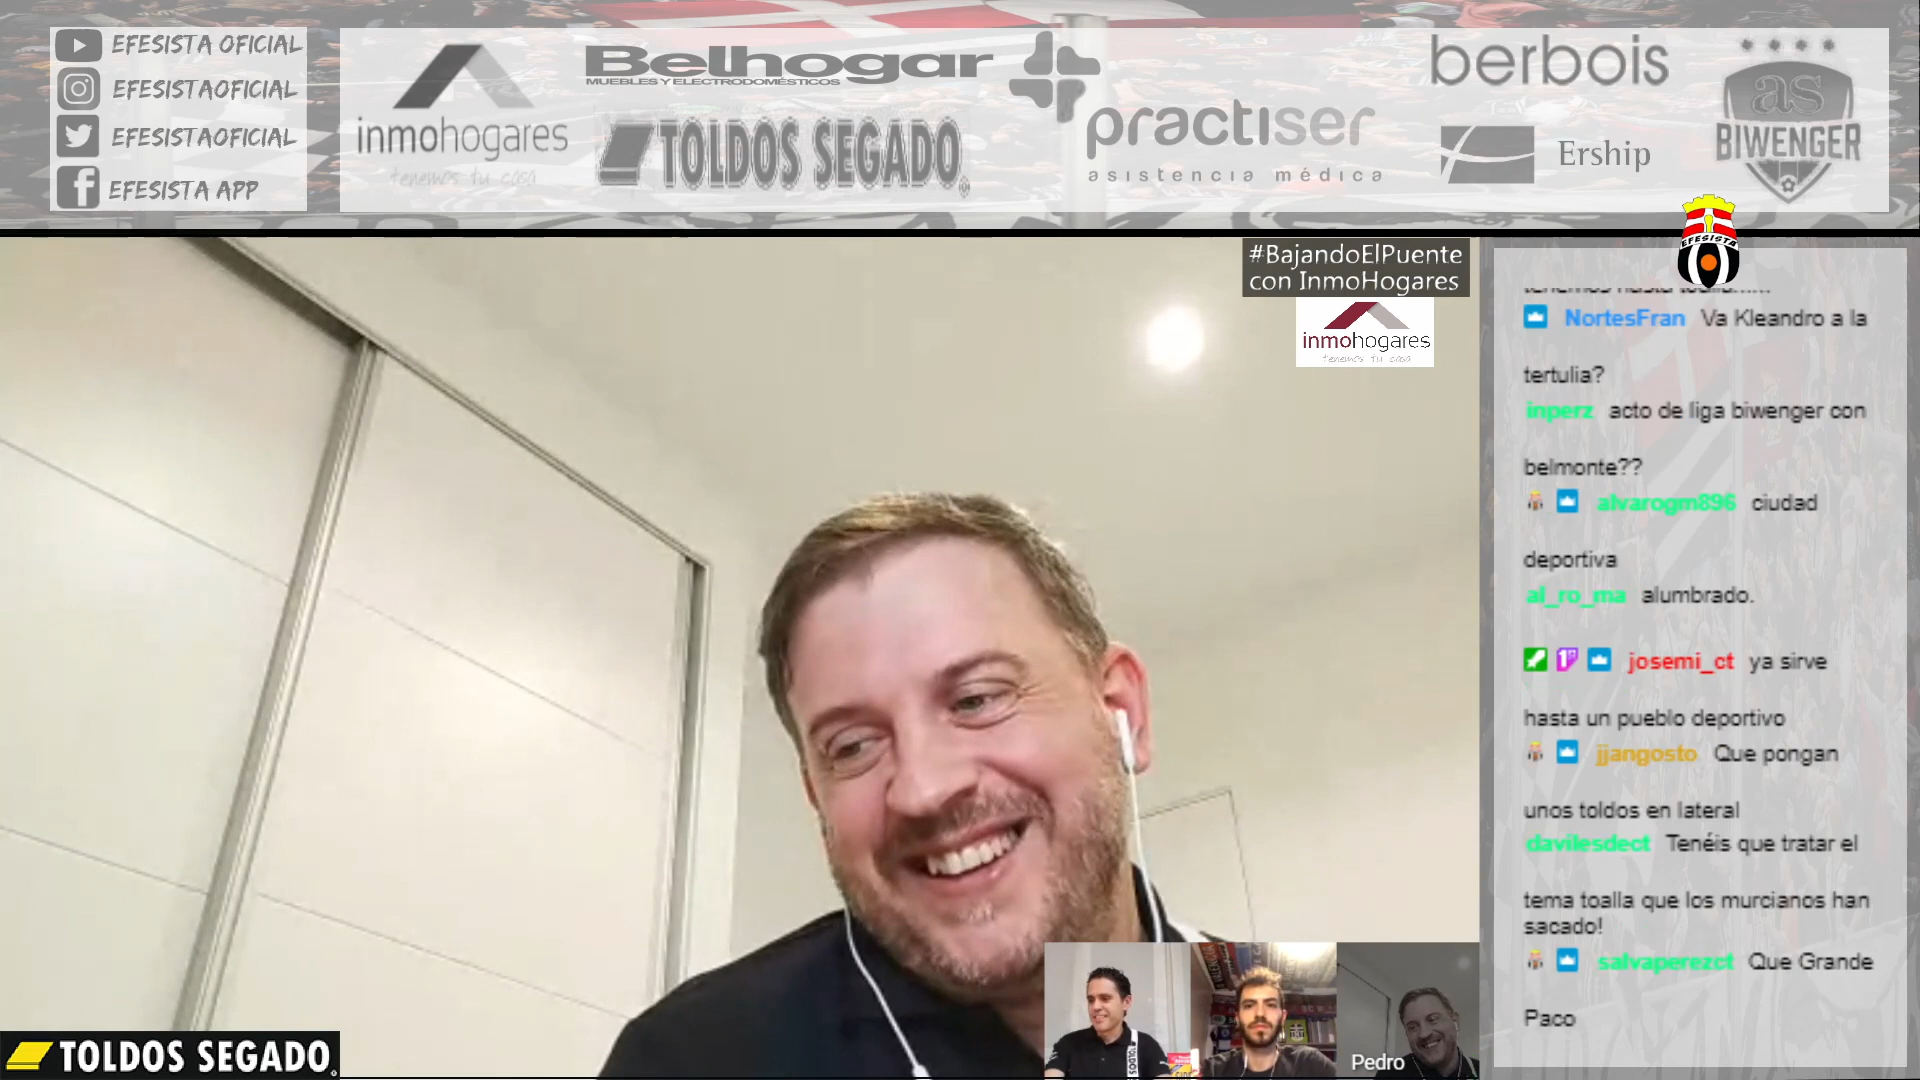 EFESISTA OFICIAL
EFESISTAOFICIAL
EFESISTAOFICIAL
EFESISTA APP
inmohogares
tenemos tu casa
Belhogar
MUEBLES Y ELECTRODOMÉSTICOS
TOLDOS SEGADO
practiser
asistencia médica
berbois
Ership
as
BIWENGER
EFESISTA
#BajandoElPuente
con InmoHogares
inmohogares
tenemos tu casa
NortesFran Va Kleandro a la
tertulia?
inperz acto de liga biwenger con
belmonte??
alvarogm896 ciudad
deportiva
al_ro_ma alumbrado.
josemi_ct ya sirve
hasta un pueblo deportivo
jjangosto Que pongan
unos toldos en lateral
davilesdect Tenéis que tratar el
tema toalla que los murcianos han
sacado!
salvaperezct Que Grande
Paco
TOLDOS SEGADO
Pedro